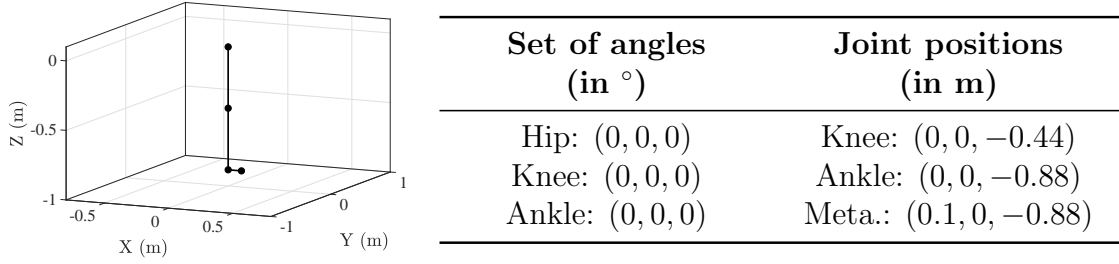 0
-0.5
-1
Z (m)
-0.5
0
0.5
X (m)
-1
0
1
Y (m)
Set of angles Joint positions
(in °) (in m)
Hip: (0, 0, 0) Knee: (0, 0, −0.44)
Knee: (0, 0, 0) Ankle: (0, 0, −0.88)
Ankle: (0, 0, 0) Meta.: (0.1, 0, −0.88)